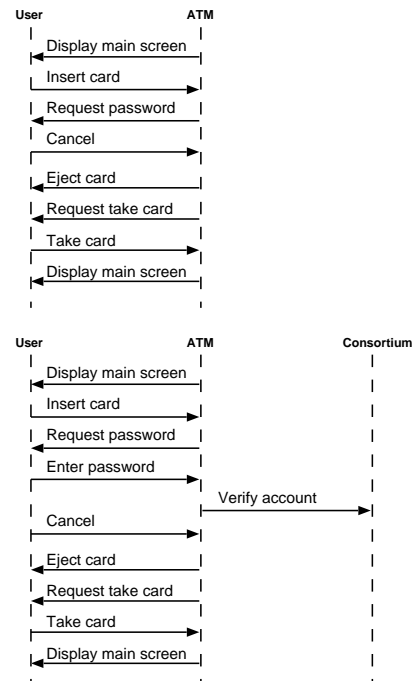 User ATM
Display main screen
Insert card
Request password
Cancel
Eject card
Request take card
Take card
Display main screen
User ATM Consortium
Display main screen
Insert card
Request password
Enter password
Verify account
Cancel
Eject card
Request take card
Take card
Display main screen